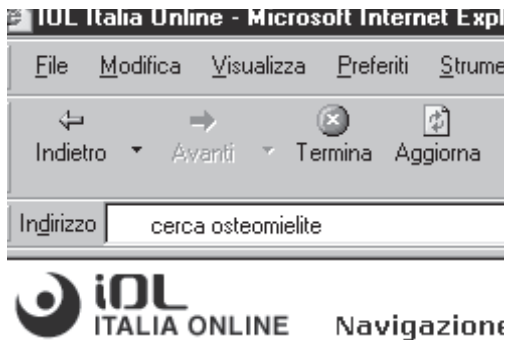 IOL Italia Online - Microsoft Internet Expl
File Modifica Visualizza Preferiti Strume
Indietro Avanti Termina Aggiorna
Indirizzo cerca osteomielite
iOL
ITALIA ONLINE Navigazione